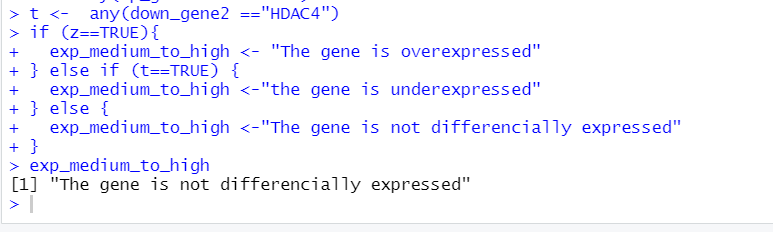 > t <-  any(down_gene2 =="HDAC4")
> if (z==TRUE){
+   exp_medium_to_high <- "The gene is overexpressed"
+ } else if (t==TRUE) {
+   exp_medium_to_high <-"the gene is underexpressed"
+ } else {
+   exp_medium_to_high <-"The gene is not differencially expressed"
+ }
> exp_medium_to_high
[1] "The gene is not differencially expressed"
>